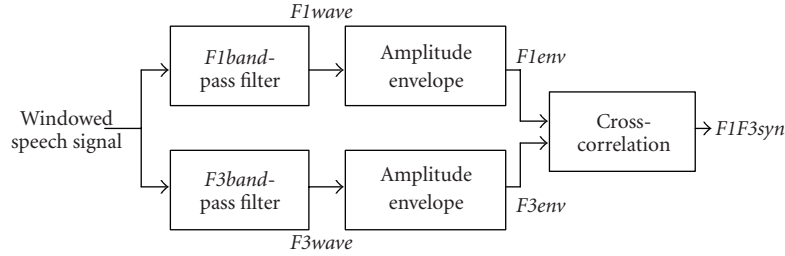 F1wave
F1band-
pass filter
Amplitude
envelope
F1env
Windowed
speech signal
Cross-
correlation
F1F3syn
F3band-
pass filter
Amplitude
envelope
F3env
F3wave